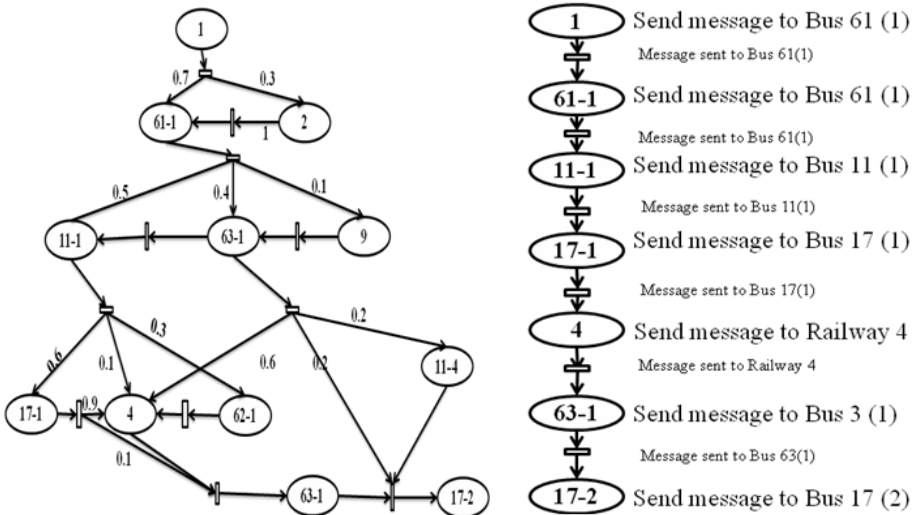 1
0.7
0.3
61-1
1
2
0.5
0.4
0.1
11-1
63-1
9
0.6
0.1
0.3
0.6
0.2
0.2
11-4
17-1
0.9
4
62-1
0.1
63-1
17-2
1 Send message to Bus 61 (1)
Message sent to Bus 61(1)
61-1 Send message to Bus 61 (1)
Message sent to Bus 61(1)
11-1 Send message to Bus 11 (1)
Message sent to Bus 11(1)
17-1 Send message to Bus 17 (1)
Message sent to Bus 17(1)
4 Send message to Railway 4
Message sent to Railway 4
63-1 Send message to Bus 3 (1)
Message sent to Bus 63(1)
17-2 Send message to Bus 17 (2)